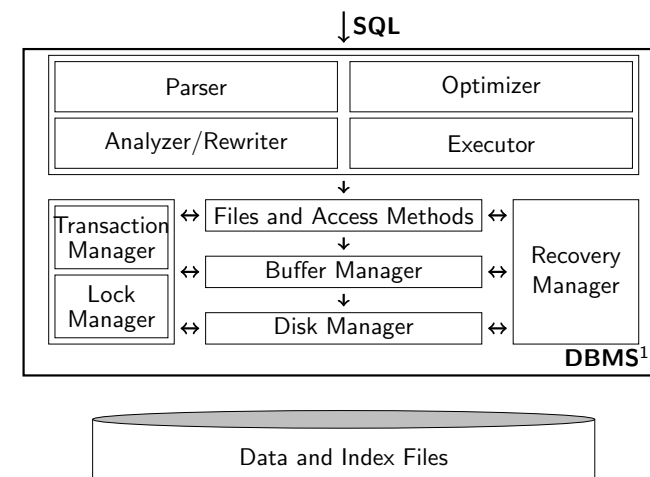 SQL
Parser
Optimizer
Analyzer/Rewriter
Executor
Transaction
Manager
Lock
Manager
Files and Access Methods
Buffer Manager
Disk Manager
Recovery
Manager
DBMS¹
Data and Index Files